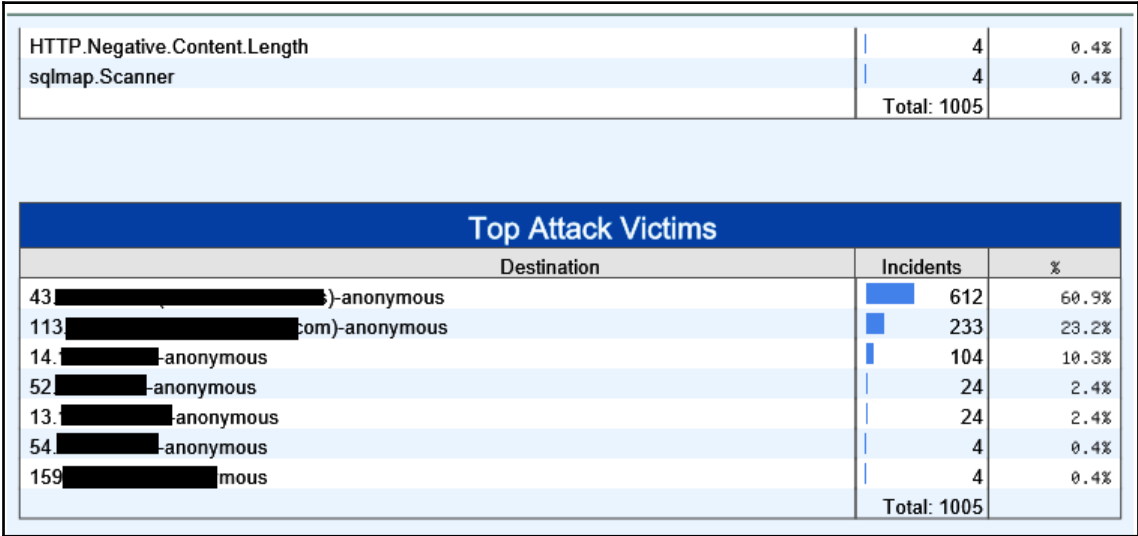 HTTP.Negative.Content.Length 4 0.4%
sqlmap.Scanner 4 0.4%
Total: 1005
Top Attack Victims
Destination Incidents %
43. s)-anonymous 612 60.9%
113. com)-anonymous 233 23.2%
14. -anonymous 104 10.3%
52. -anonymous 24 2.4%
13. -anonymous 24 2.4%
54. -anonymous 4 0.4%
159 mous 4 0.4%
Total: 1005